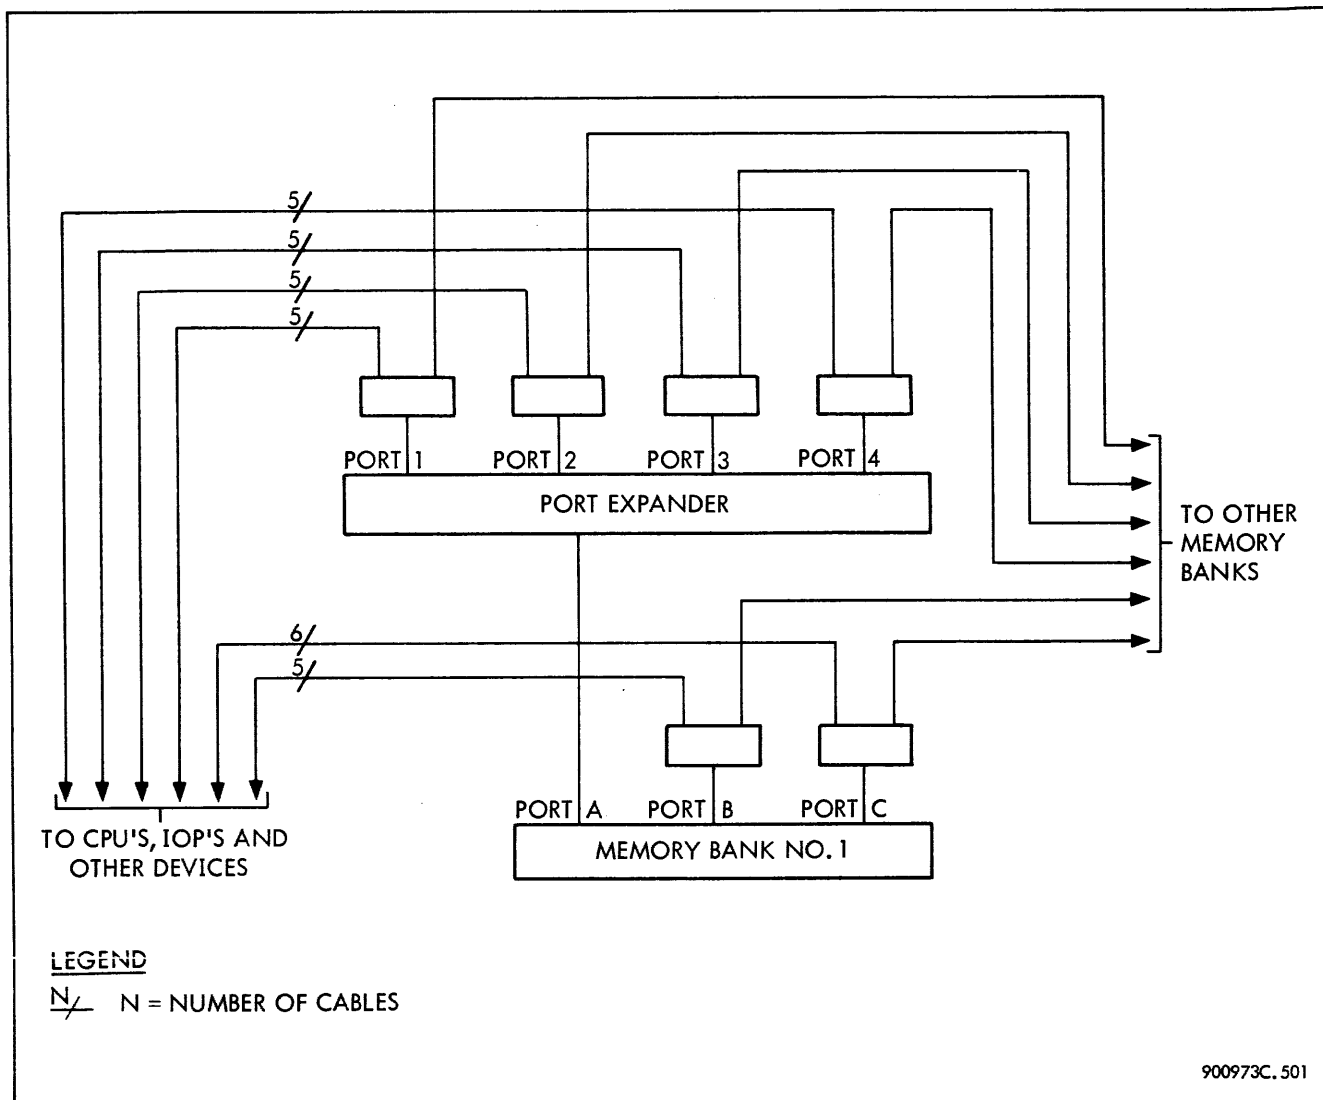 5/
5/
5/
5/
PORT 1 PORT 2 PORT 3 PORT 4
PORT EXPANDER
TO OTHER
MEMORY
BANKS
6/
5/
PORT A PORT B PORT C
MEMORY BANK NO. 1
TO CPU'S, IOP'S AND
OTHER DEVICES
LEGEND
N/ N = NUMBER OF CABLES
900973C. 501